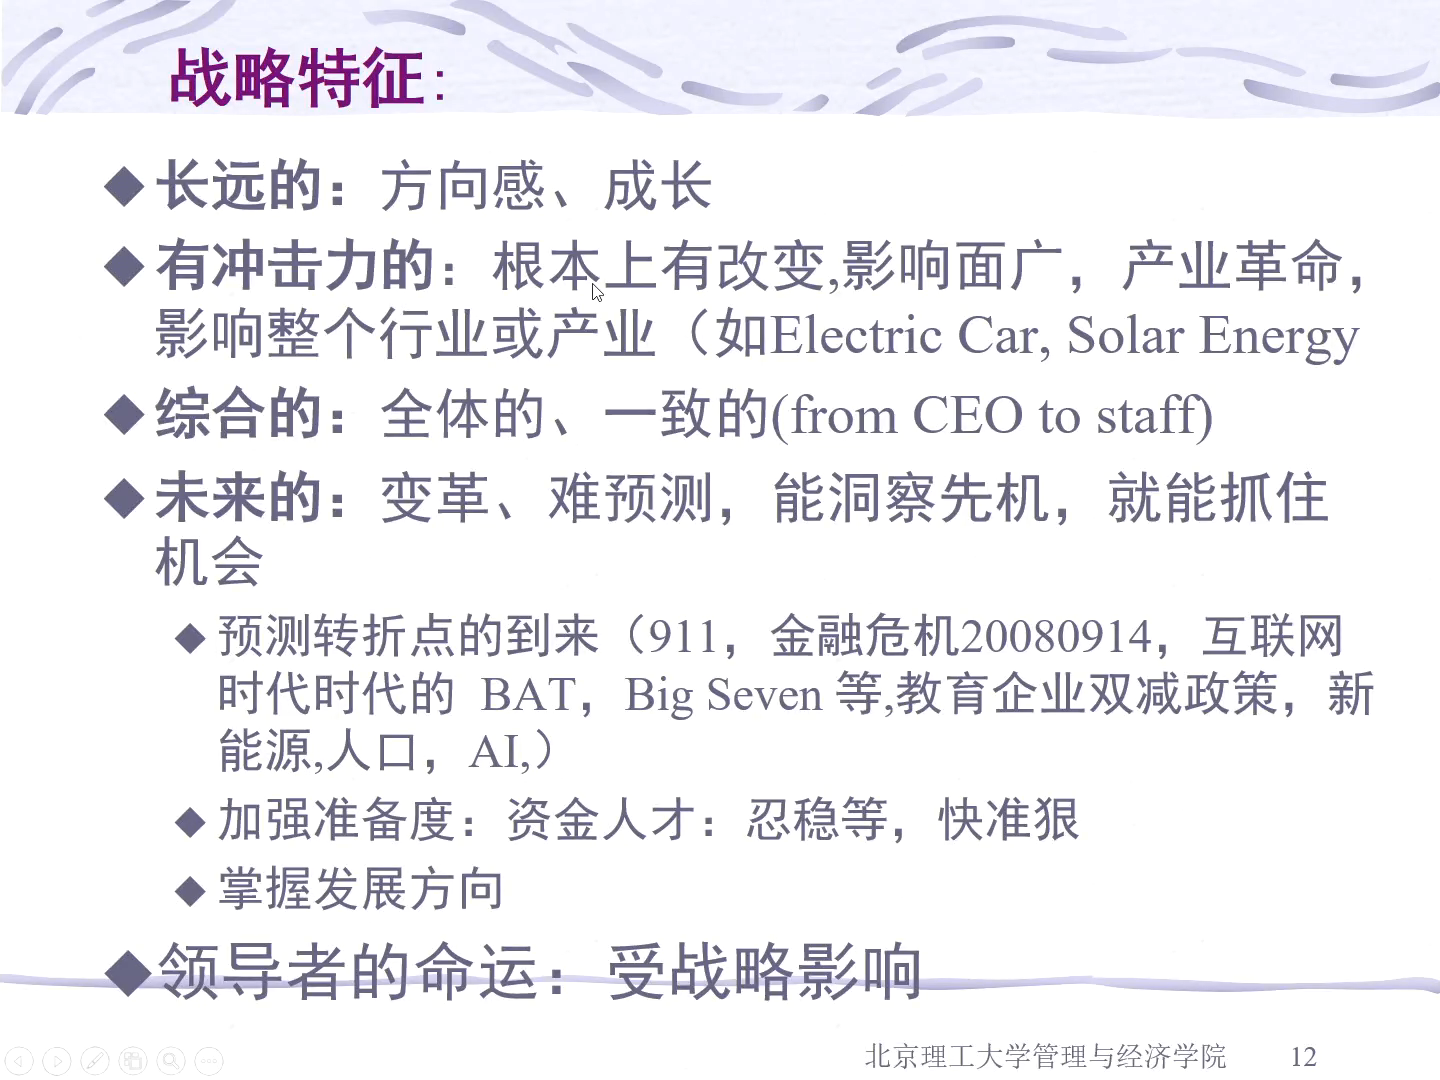 战略特征:
长远的：方向感、成长
有冲击力的：根本上有改变,影响面广，产业革命，
影响整个行业或产业（如Electric Car, Solar Energy
综合的：全体的、一致的(from CEO to staff)
未来的：变革、难预测，能洞察先机，就能抓住
机会
预测转折点的到来（911，金融危机20080914，互联网
时代时代的 BAT，Big Seven 等,教育企业双减政策，新
能源,人口，AI,）
加强准备度：资金人才：忍稳等，快准狠
掌握发展方向
领导者的命运：受战略影响
北京理工大学管理与经济学院 12